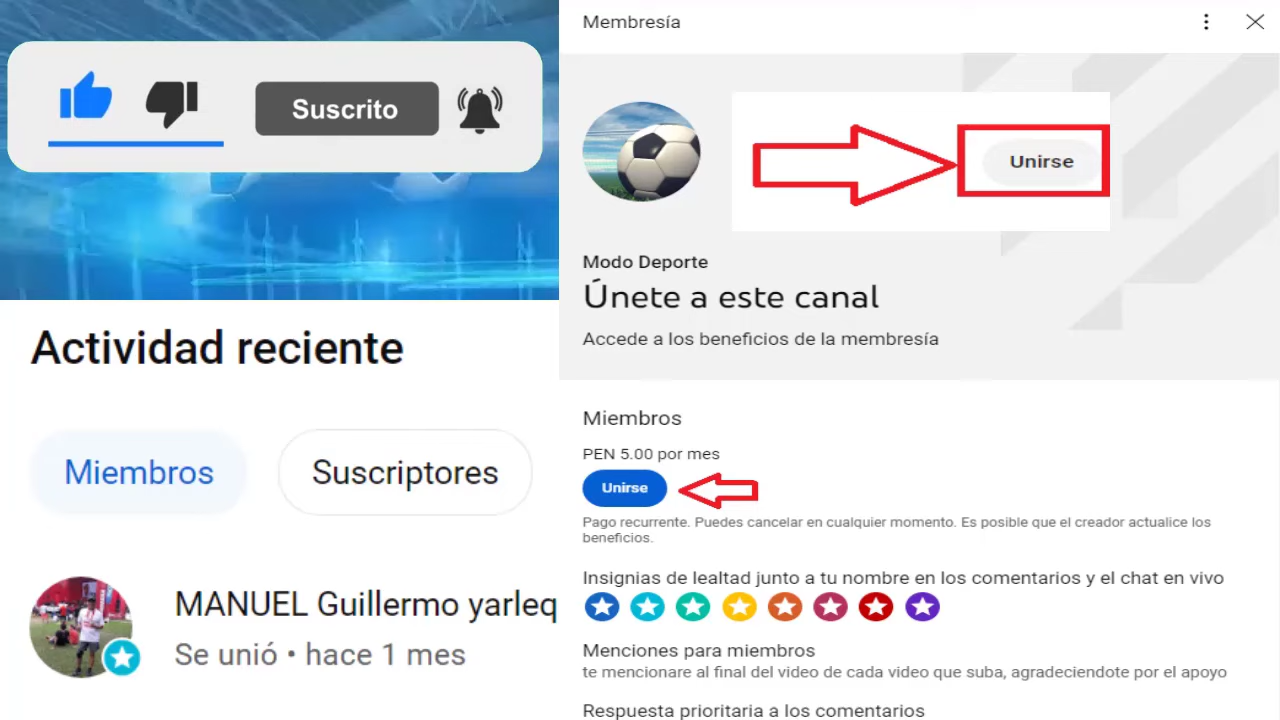 Suscrito
Actividad reciente
Miembros
Suscriptores
MANUEL Guillermo yarleq
Se unió • hace 1 mes
Membresía
Unirse
Modo Deporte
Únete a este canal
Accede a los beneficios de la membresía
Miembros
PEN 5.00 por mes
Unirse
Pago recurrente. Puedes cancelar en cualquier momento. Es posible que el creador actualice los
beneficios.
Insignias de lealtad junto a tu nombre en los comentarios y el chat en vivo
Menciones para miembros
te mencionare al final del video de cada video que suba, agradeciendote por el apoyo
Respuesta prioritaria a los comentarios